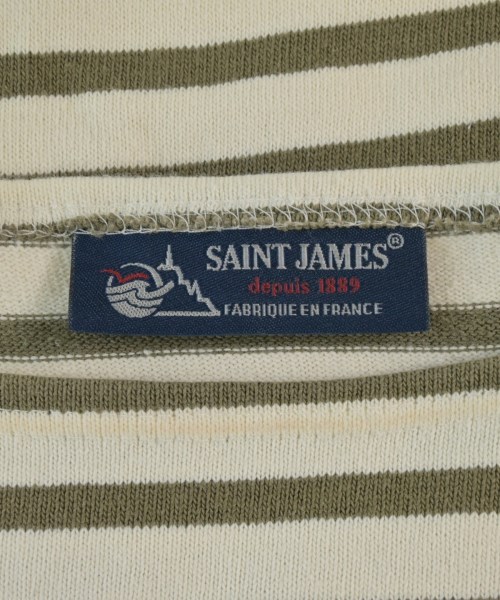 SAINT JAMES®
depuis 1889
FABRIQUE EN FRANCE